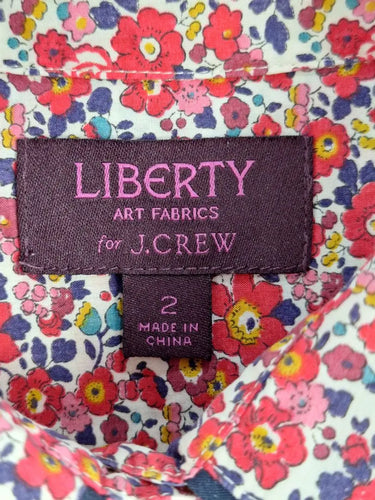 LIBERTY
ART FABRICS
for J.CREW
2
MADE IN
CHINA